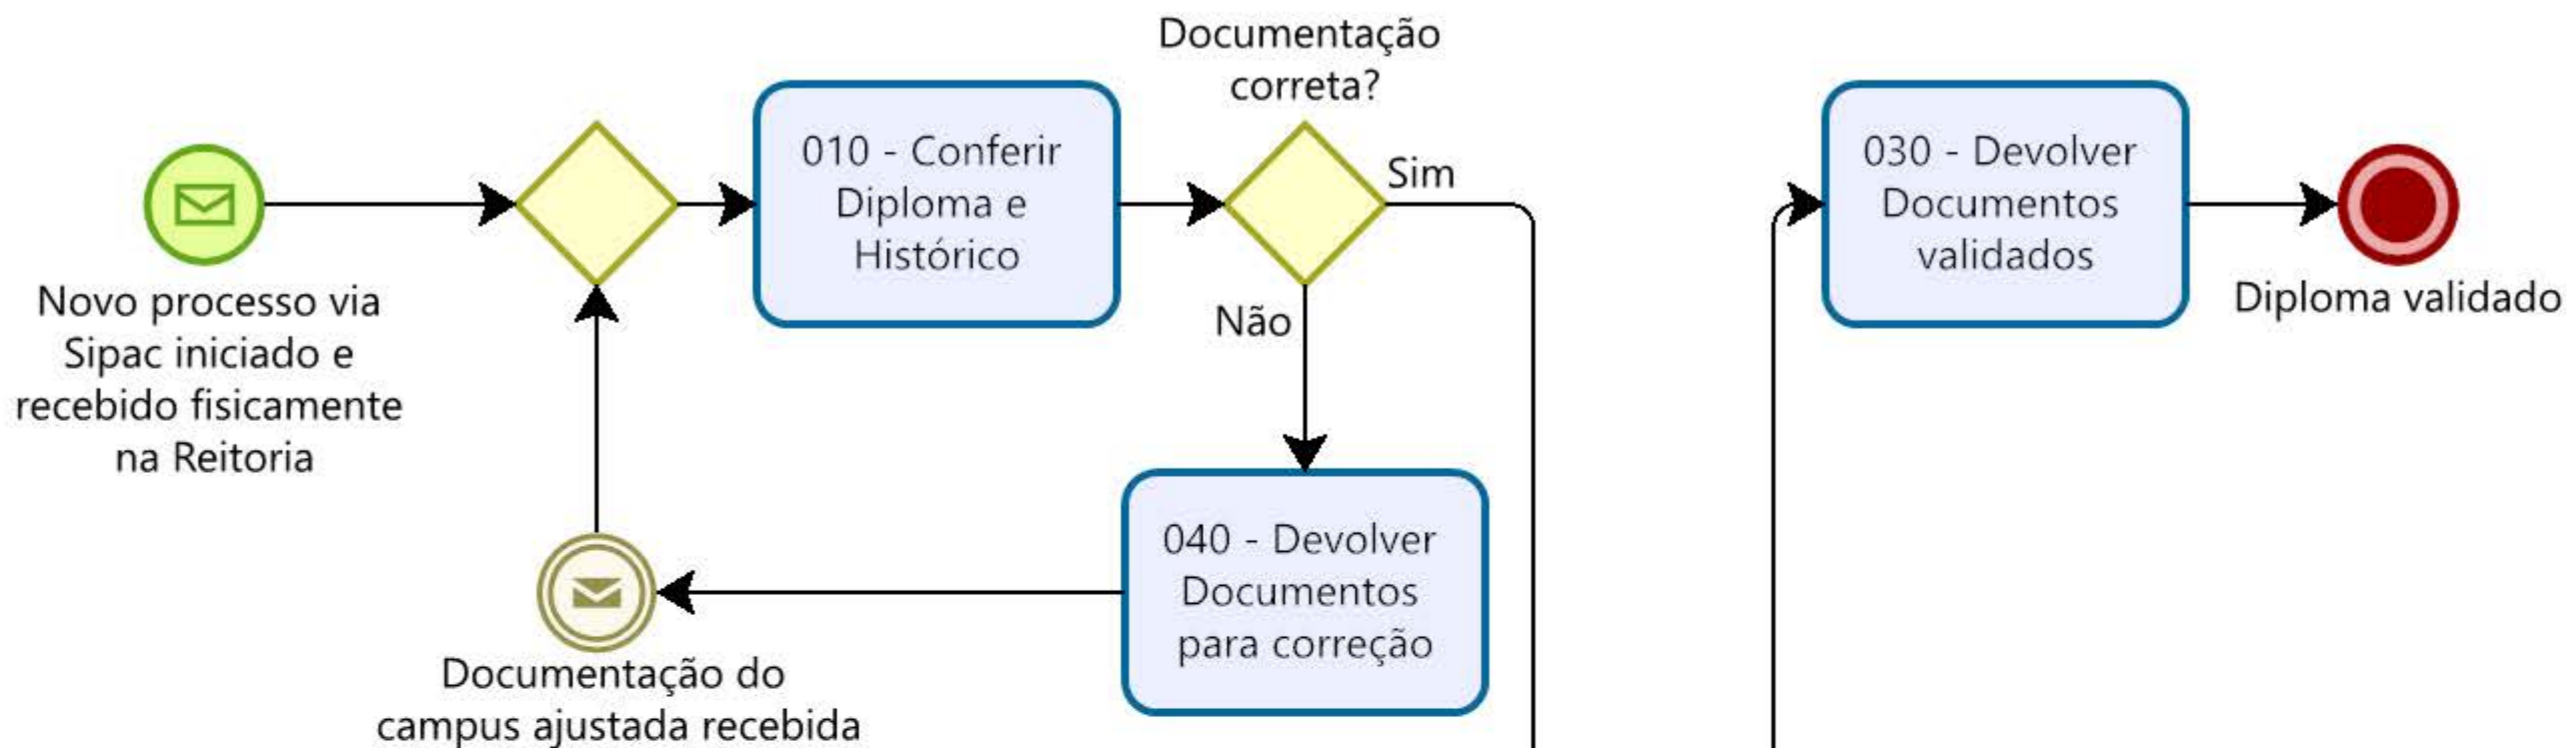 Novo processo via
Sipac iniciado e
recebido fisicamente
na Reitoria
010 - Conferir
Diploma e
Histórico
Documentação
correta?
Sim
Não
040 - Devolver
Documentos
para correção
Documentação do
campus ajustada recebida
030 - Devolver
Documentos
validados
Diploma validado